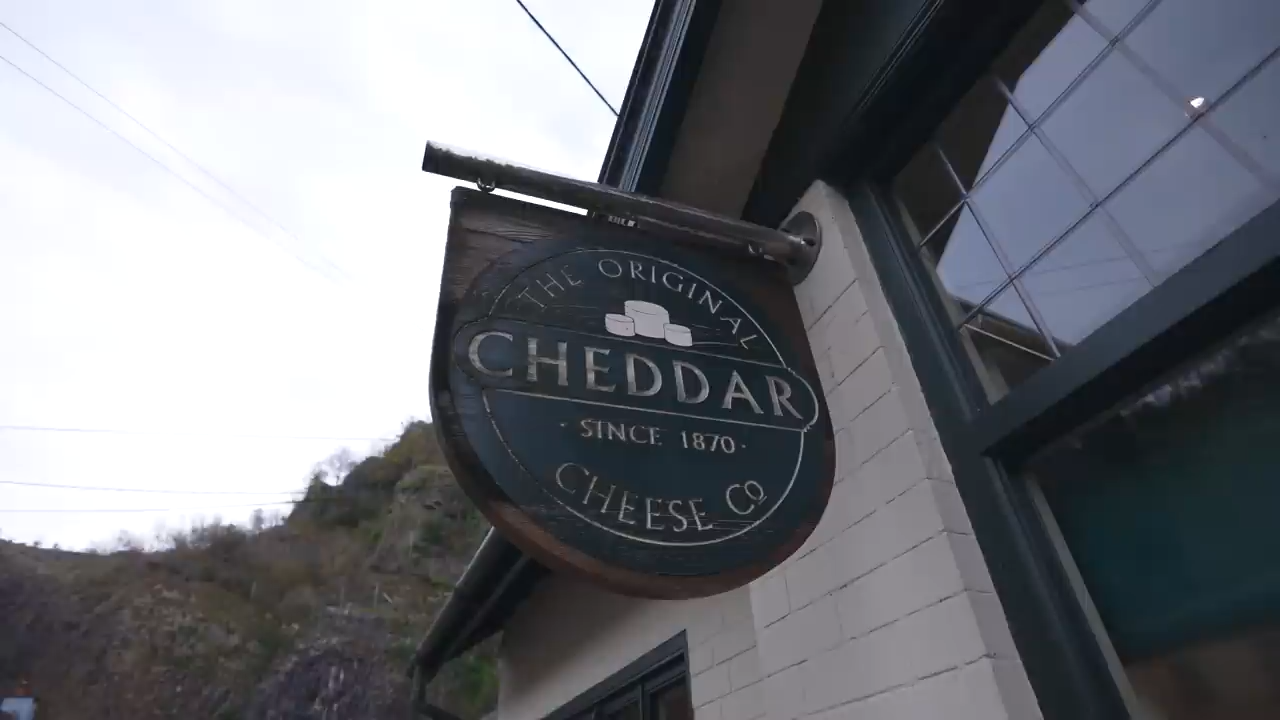 THE ORIGINAL
CHEDDAR
· SINCE 1870 ·
CHEESE Co